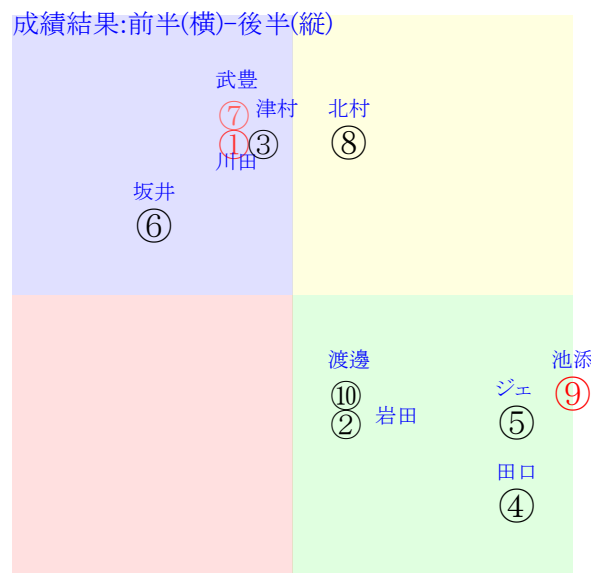 成績結果:前半(横)-後半(縦)
武豊
⑦
津村
北村
①
③
⑧
川田
坂井
⑥
渡邊
池添
⑩
ジェ
⑨
②
岩田
⑤
田口
④